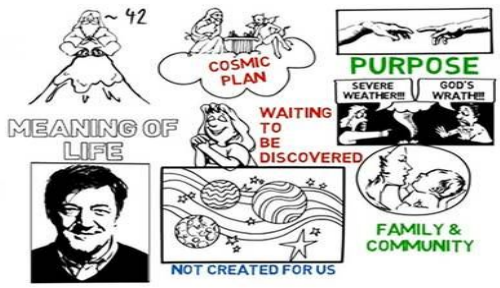 ~ 42
COSMIC
PLAN
PURPOSE
SEVERE
WEATHER!!!
GOD'S
WRATH!!!
MEANING OF
LIFE
WAITING
TO
BE
DISCOVERED
NOT CREATED FOR US
FAMILY &
COMMUNITY